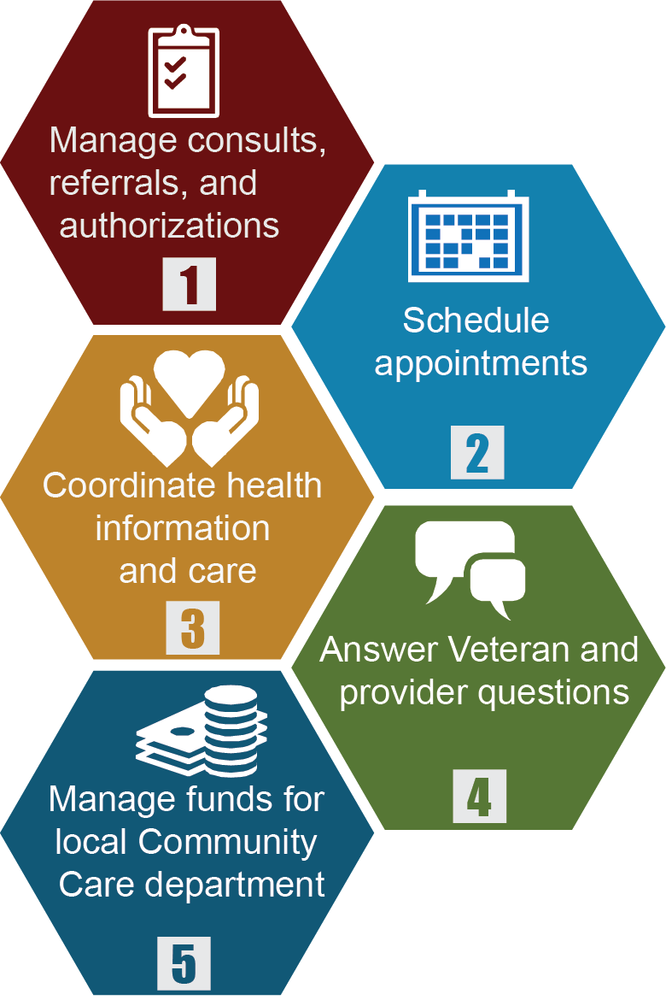 Manage consults,
referrals, and
authorizations
1
Schedule
appointments
2
Coordinate health
information
and care
3
Answer Veteran and
provider questions
4
Manage funds for
local Community
Care department
5